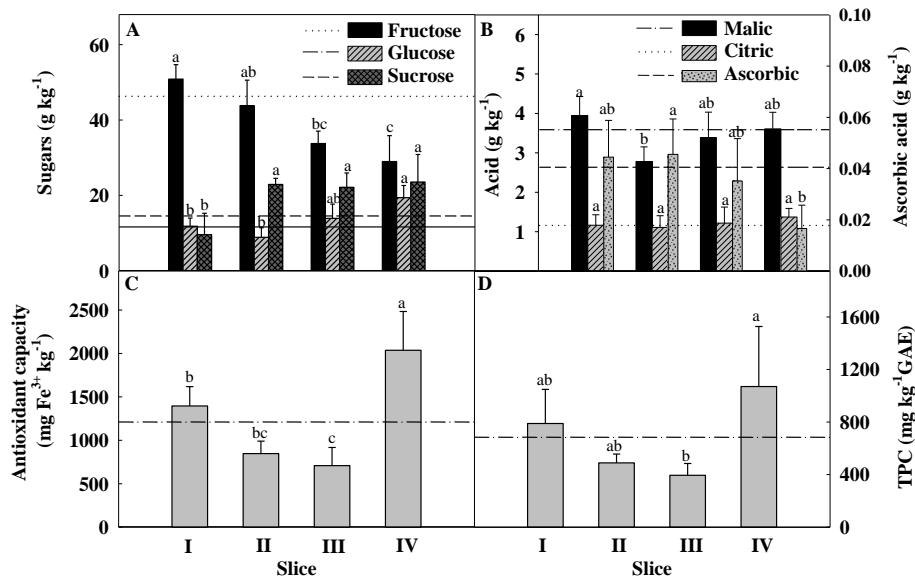 A
Fructose
Glucose
Sucrose
60
40
20
0
Sugars (g kg⁻¹)
a
b
b
ab
b
a
bc
ab
a
c
a
a
B
Malic
Citric
Ascorbic
6
5
4
3
2
1
Acid (g kg⁻¹)
0.10
0.08
0.06
0.04
0.02
0.00
Ascorbic acid (g kg⁻¹)
a
a
ab
b
a
a
ab
a
ab
ab
a
b
C
2500
2000
1500
1000
500
0
Antioxidant capacity
(mg Fe³⁺ kg⁻¹)
b
bc
c
a
I II III IV
Slice
D
1600
1200
800
400
0
TPC (mg kg⁻¹GAE)
ab
ab
b
a
I II III IV
Slice